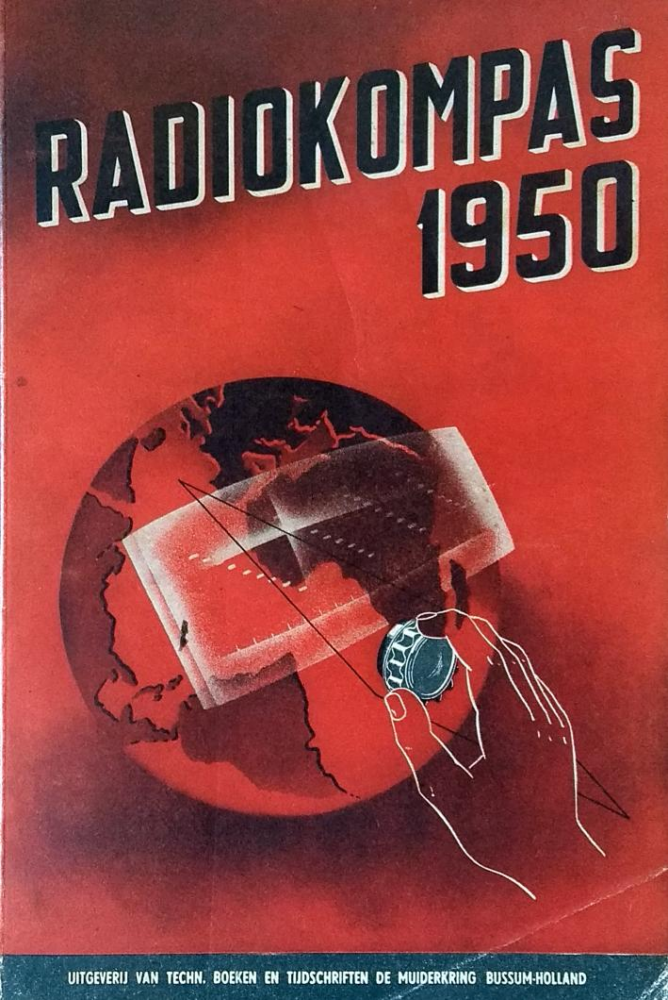 RADIOKOMPAS
1950
UITGEVERIJ VAN TECHN. BOEKEN EN TIJDSCHRIFTEN DE MUIDERKRING BUSSUM-HOLLAND